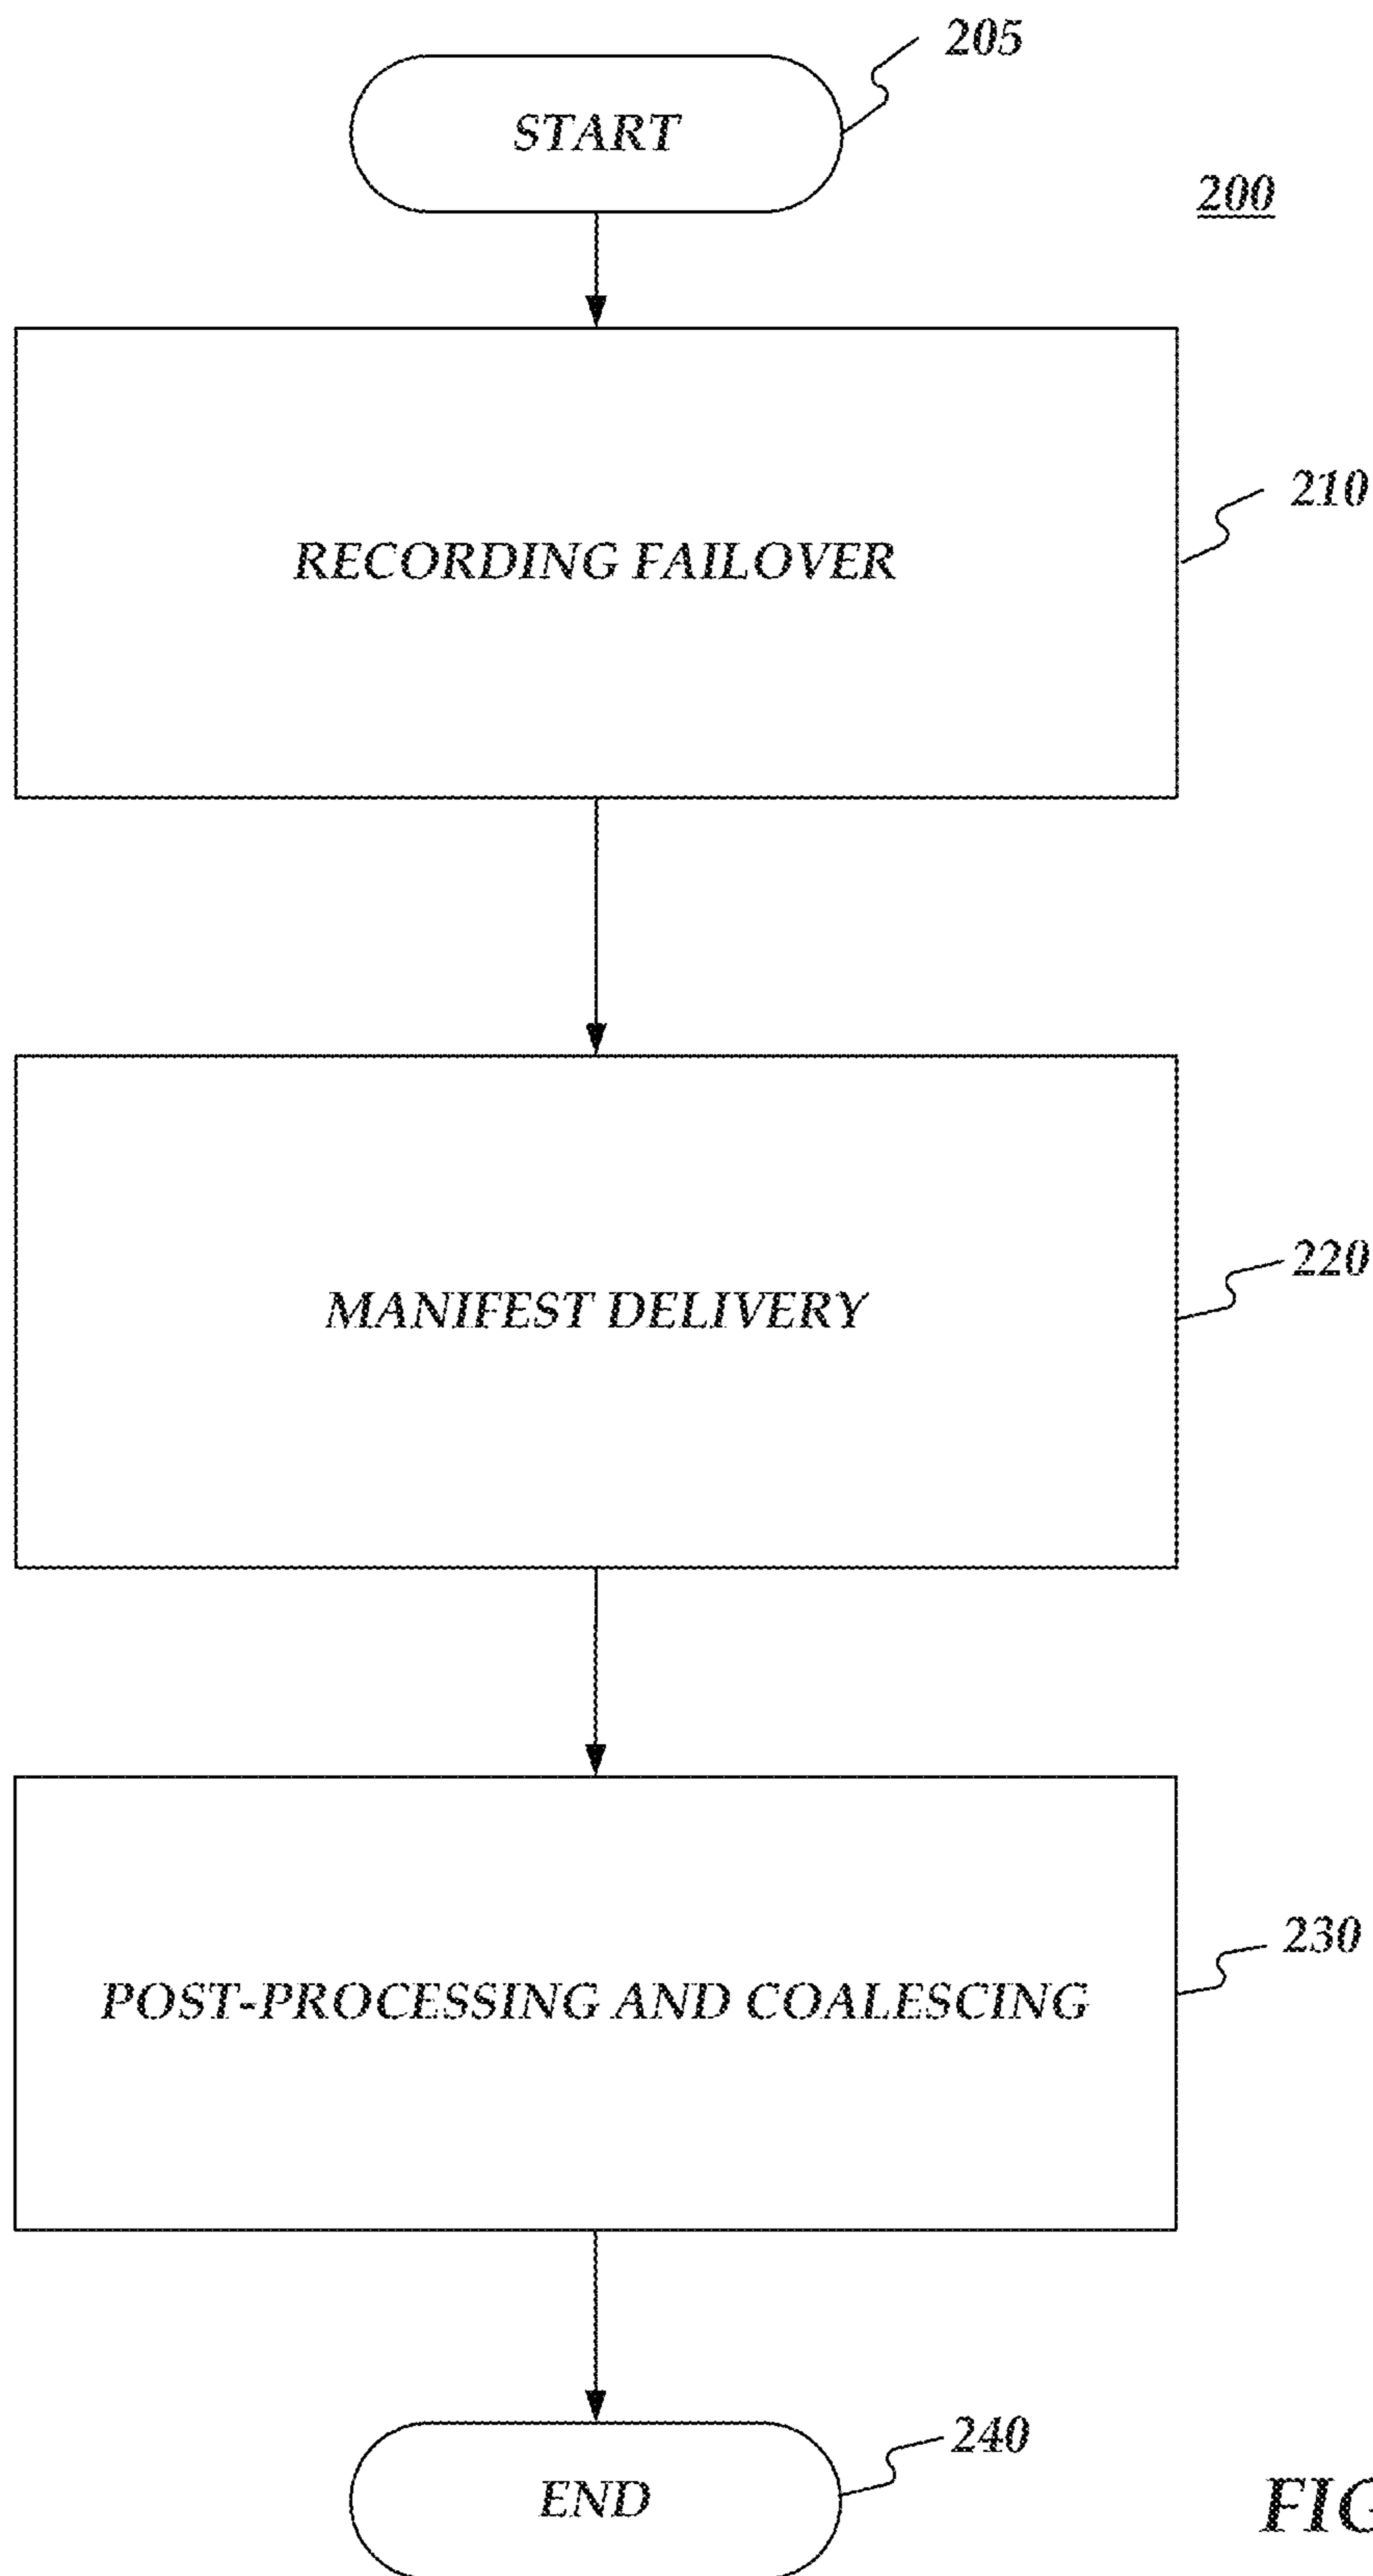 205
START
200
RECORDING FAILOVER
210
MANIFEST DELIVERY
220
POST-PROCESSING AND COALESCING
230
END
240